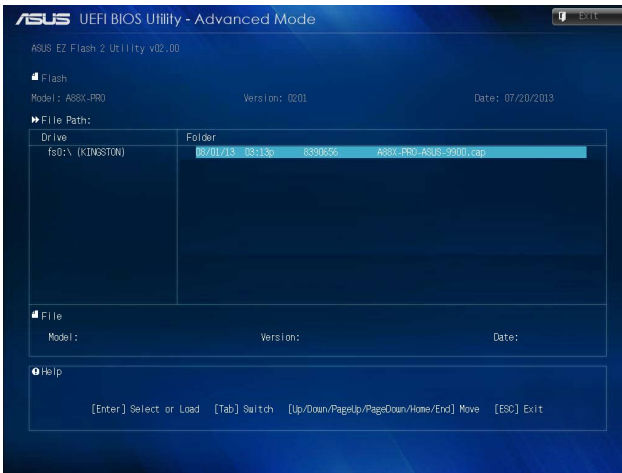 ASUS UEFI BIOS Utility - Advanced Mode
Exit
ASUS EZ Flash 2 Utility v02.00
Flash
Model: A88X-PRO Version: 0201 Date: 07/20/2013
File Path:
Drive Folder
fs0:\ (KINGSTON) 08/01/13 03:13p 8390656 A88X-PRO-ASUS-9900.cap
File
Model: Version: Date:
Help
[Enter] Select or Load [Tab] Switch [Up/Down/PageUp/PageDown/Home/End] Move [ESC] Exit